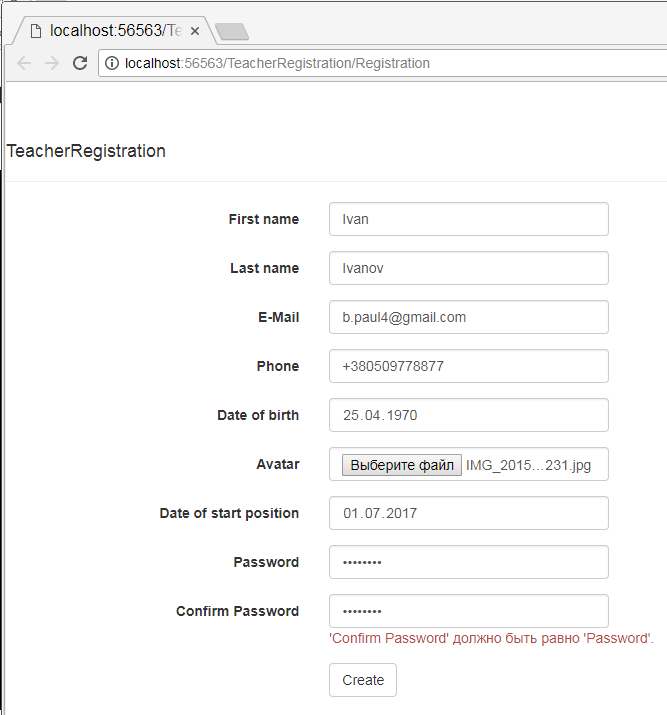 localhost:56563/Te
localhost:56563/TeacherRegistration/Registration
TeacherRegistration
First name Ivan
Last name Ivanov
E-Mail b.paul4@gmail.com
Phone +380509778877
Date of birth 25.04.1970
Avatar Выберите файл IMG_2015...231.jpg
Date of start position 01.07.2017
Password ••••••••
Confirm Password ••••••••
'Confirm Password' должно быть равно 'Password'.
Create